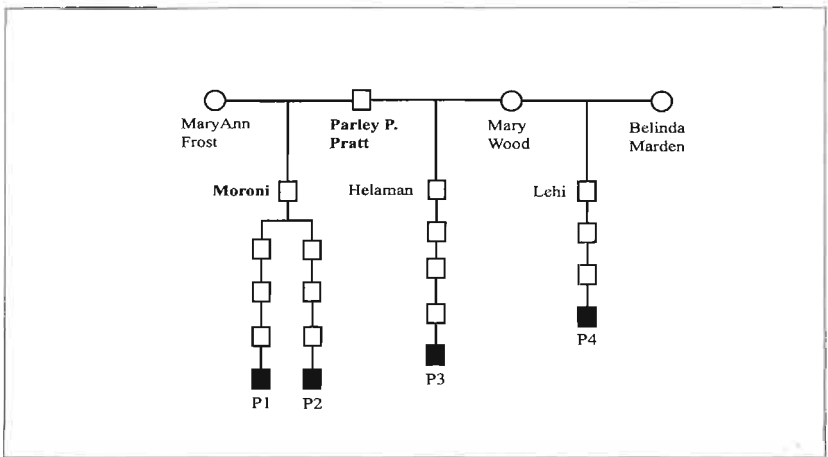 MaryAnn
Frost
Parley P.
Pratt
Mary
Wood
Belinda
Marden
Moroni
Helaman
Lehi
P4
P3
P1
P2